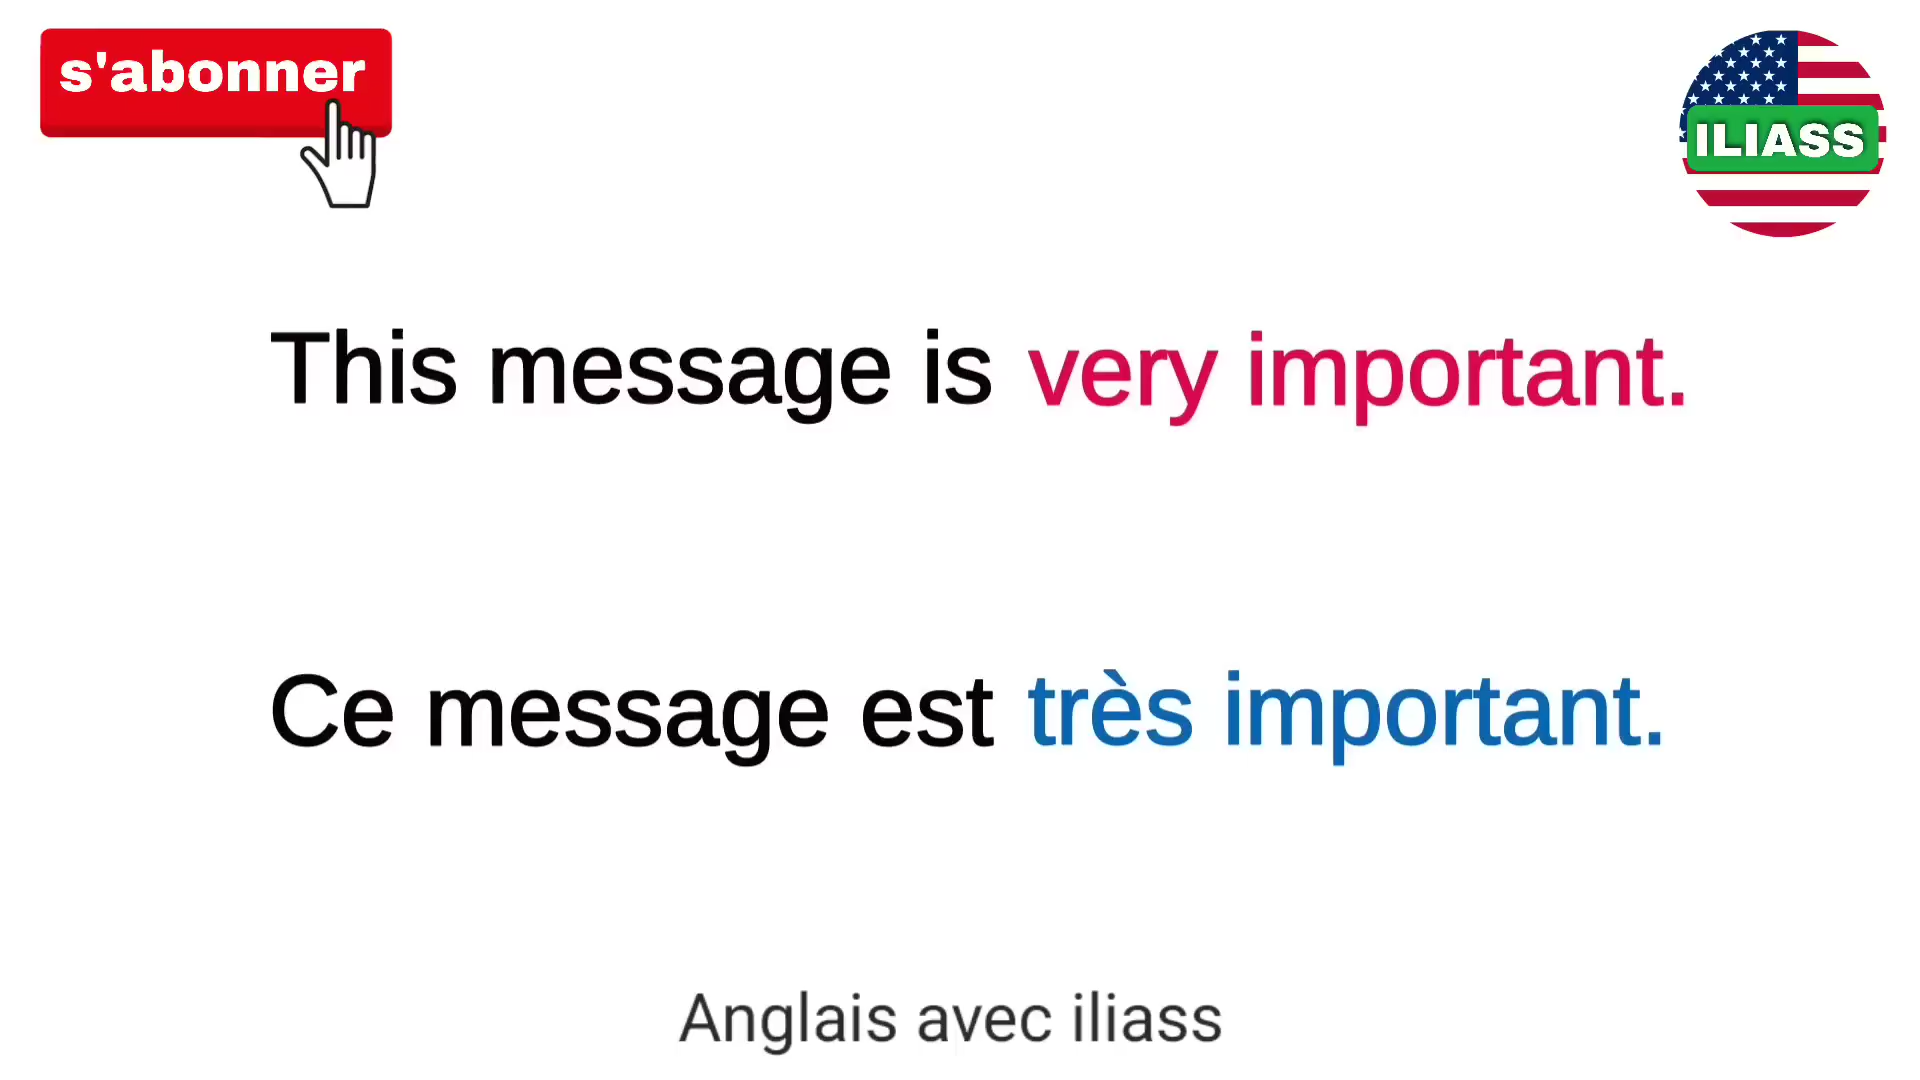 s'abonner
ILIASS
This message is very important.
Ce message est très important.
Anglais avec iliass